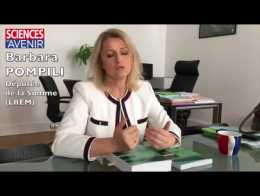 SCIENCES
AVENIR
Barbara
POMPILI
Députée
de la Somme
(LREM)